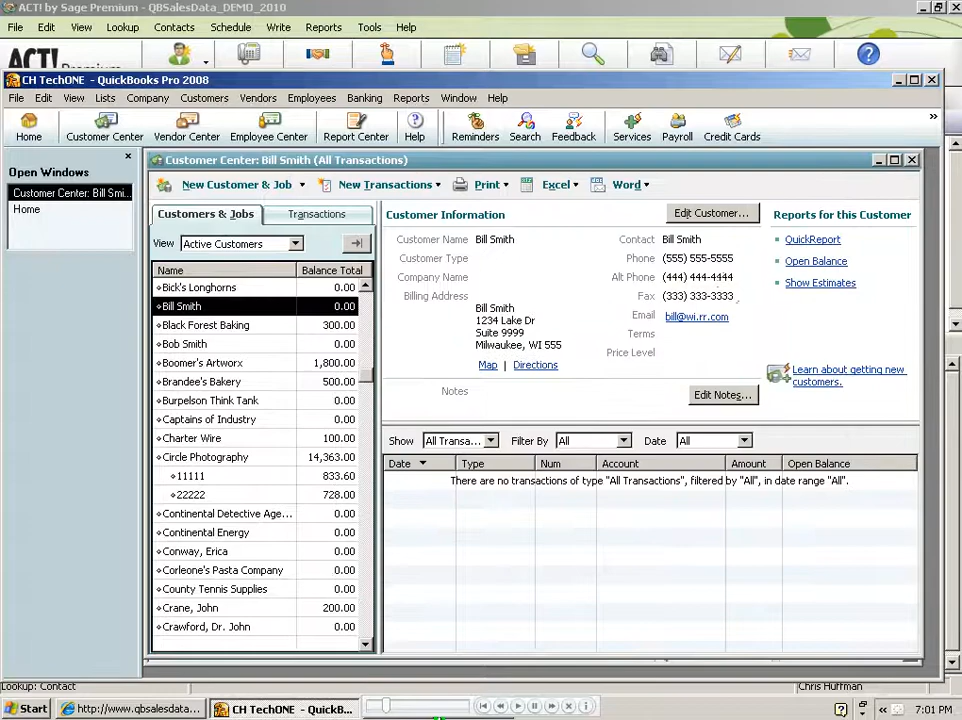 ACT! by Sage Premium - QBSalesData_DEMO_2010
File Edit View Lookup Contacts Schedule Write Reports Tools Help
ACT!
CH TechONE - QuickBooks Pro 2008
File Edit View Lists Company Customers Vendors Employees Banking Reports Window Help
Home Customer Center Vendor Center Employee Center Report Center Help Reminders Search Feedback Services Payroll Credit Cards
Open Windows
Customer Center: Bill Smi...
Home
Customer Center: Bill Smith (All Transactions)
New Customer & Job New Transactions Print Excel Word
Customers & Jobs Transactions
View Active Customers
Name Balance Total
Bick's Longhorns 0.00
Bill Smith 0.00
Black Forest Baking 300.00
Bob Smith 0.00
Boomer's Artworx 1,800.00
Brandee's Bakery 500.00
Burpelson Think Tank 0.00
Captains of Industry 0.00
Charter Wire 100.00
Circle Photography 14,363.00
11111 833.60
22222 728.00
Continental Detective Age... 0.00
Continental Energy 0.00
Conway, Erica 0.00
Corleone's Pasta Company 0.00
County Tennis Supplies 0.00
Crane, John 200.00
Crawford, Dr. John 0.00
Customer Information Edit Customer...
Customer Name Bill Smith
Customer Type
Company Name
Billing Address
Bill Smith
1234 Lake Dr
Suite 9999
Milwaukee, WI 555
Map | Directions
Contact Bill Smith
Phone (555) 555-5555
Alt Phone (444) 444-4444
Fax (333) 333-3333
Email bill@wi.rr.com
Terms
Price Level
Notes Edit Notes...
Reports for this Customer
QuickReport
Open Balance
Show Estimates
Learn about getting new customers.
Show All Transa... Filter By All Date All
Date Type Num Account Amount Open Balance
There are no transactions of type "All Transactions", filtered by "All", in date range "All".
Lookup: Contact Chris Huffman
Start http://www.qbsalesdata... CH TechONE - QuickB... 7:01 PM